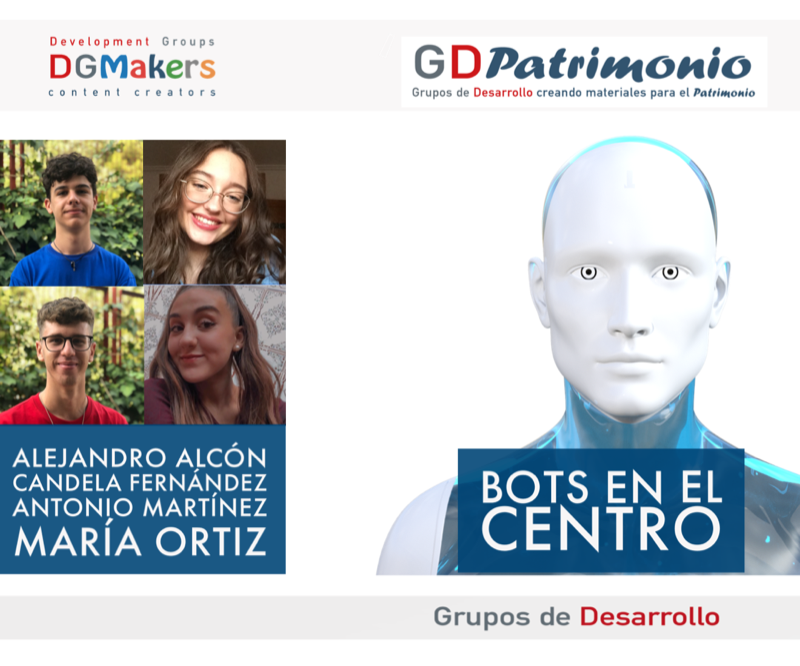 Development Groups
DGMakers
content creators
GDPatrimonio
Grupos de Desarrollo creando materiales para el Patrimonio
ALEJANDRO ALCÓN
CANDELA FERNÁNDEZ
ANTONIO MARTÍNEZ
MARÍA ORTIZ
BOTS EN EL
CENTRO
Grupos de Desarrollo